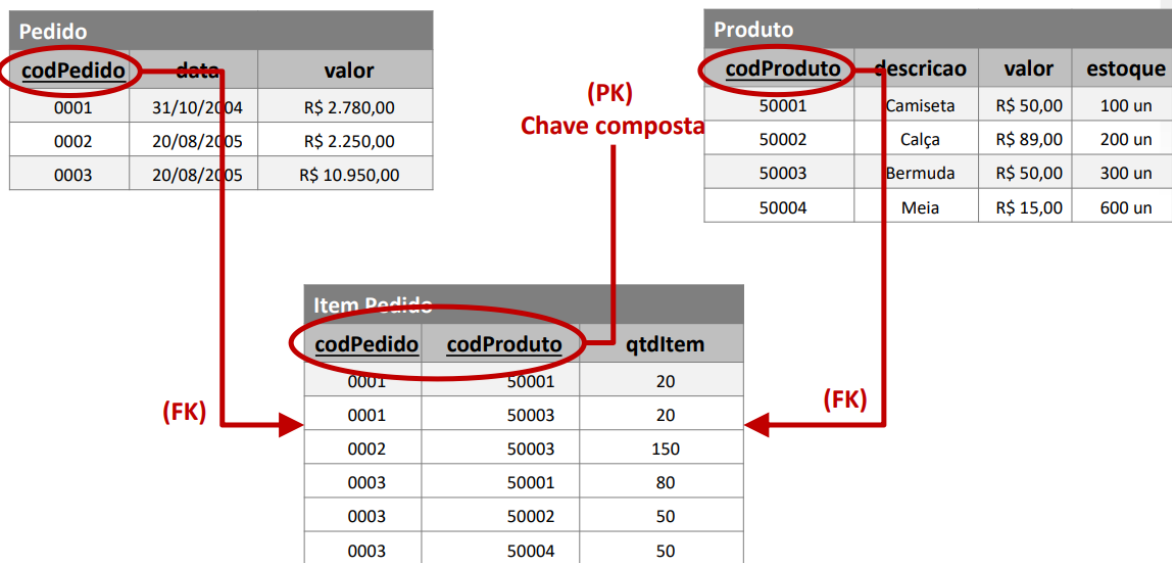 Pedido
codPedido data valor
0001 31/10/2004 R$ 2.780,00
0002 20/08/2005 R$ 2.250,00
0003 20/08/2005 R$ 10.950,00
(PK)
Chave composta
Produto
codProduto descricao valor estoque
50001 Camiseta R$ 50,00 100 un
50002 Calça R$ 89,00 200 un
50003 Bermuda R$ 50,00 300 un
50004 Meia R$ 15,00 600 un
Item Pedido
codPedido codProduto qtdItem
0001 50001 20
0001 50003 20
0002 50003 150
0003 50001 80
0003 50002 50
0003 50004 50
(FK)
(FK)